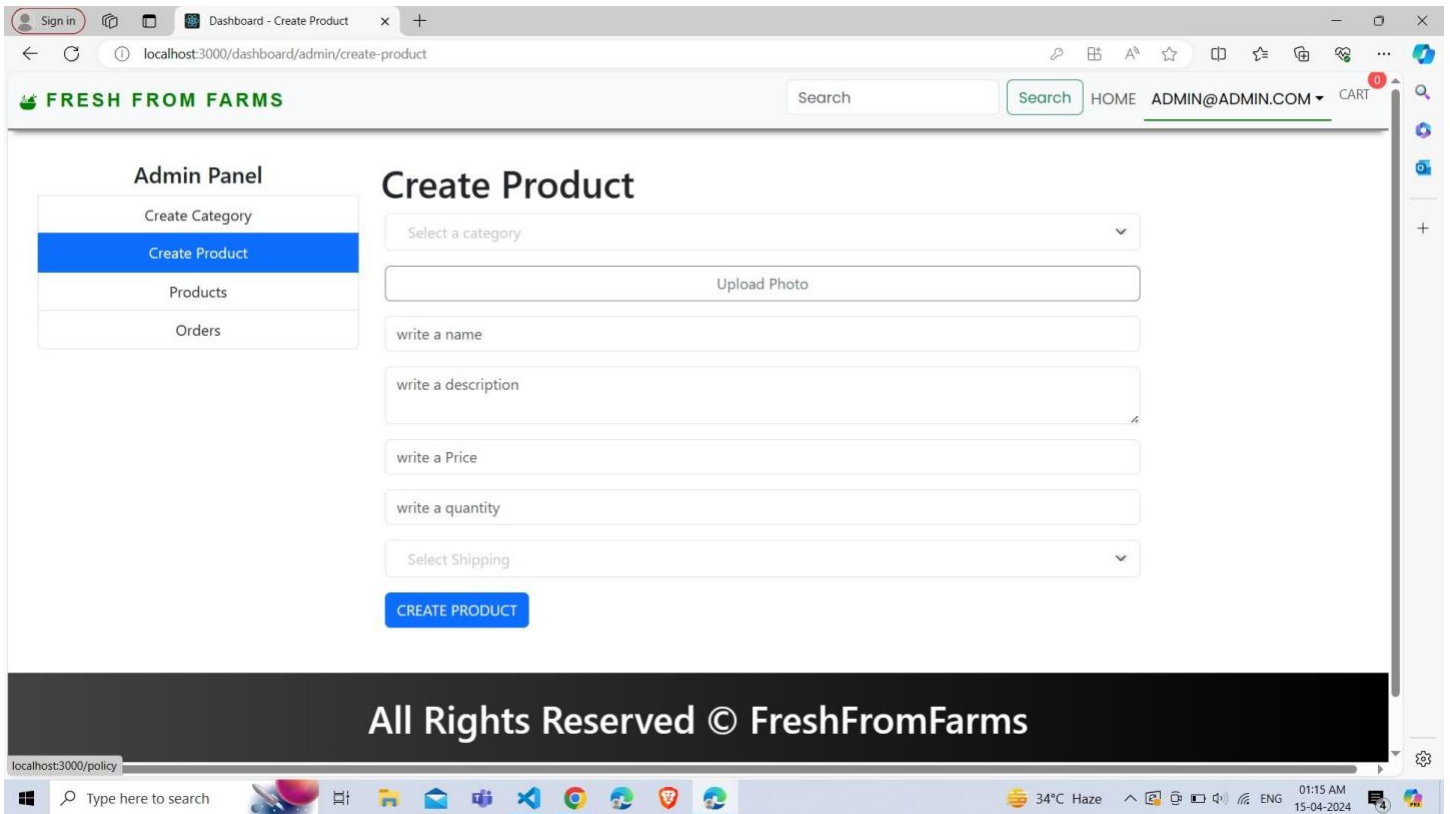 Sign in
Dashboard - Create Product
localhost:3000/dashboard/admin/create-product
FRESH FROM FARMS
Search
Search
HOME
ADMIN@ADMIN.COM
CART
0
Admin Panel
Create Category
Create Product
Products
Orders
Create Product
Select a category
Upload Photo
write a name
write a description
write a Price
write a quantity
Select Shipping
CREATE PRODUCT
All Rights Reserved © FreshFromFarms
localhost:3000/policy
Type here to search
34°C Haze
ENG
01:15 AM
15-04-2024
4